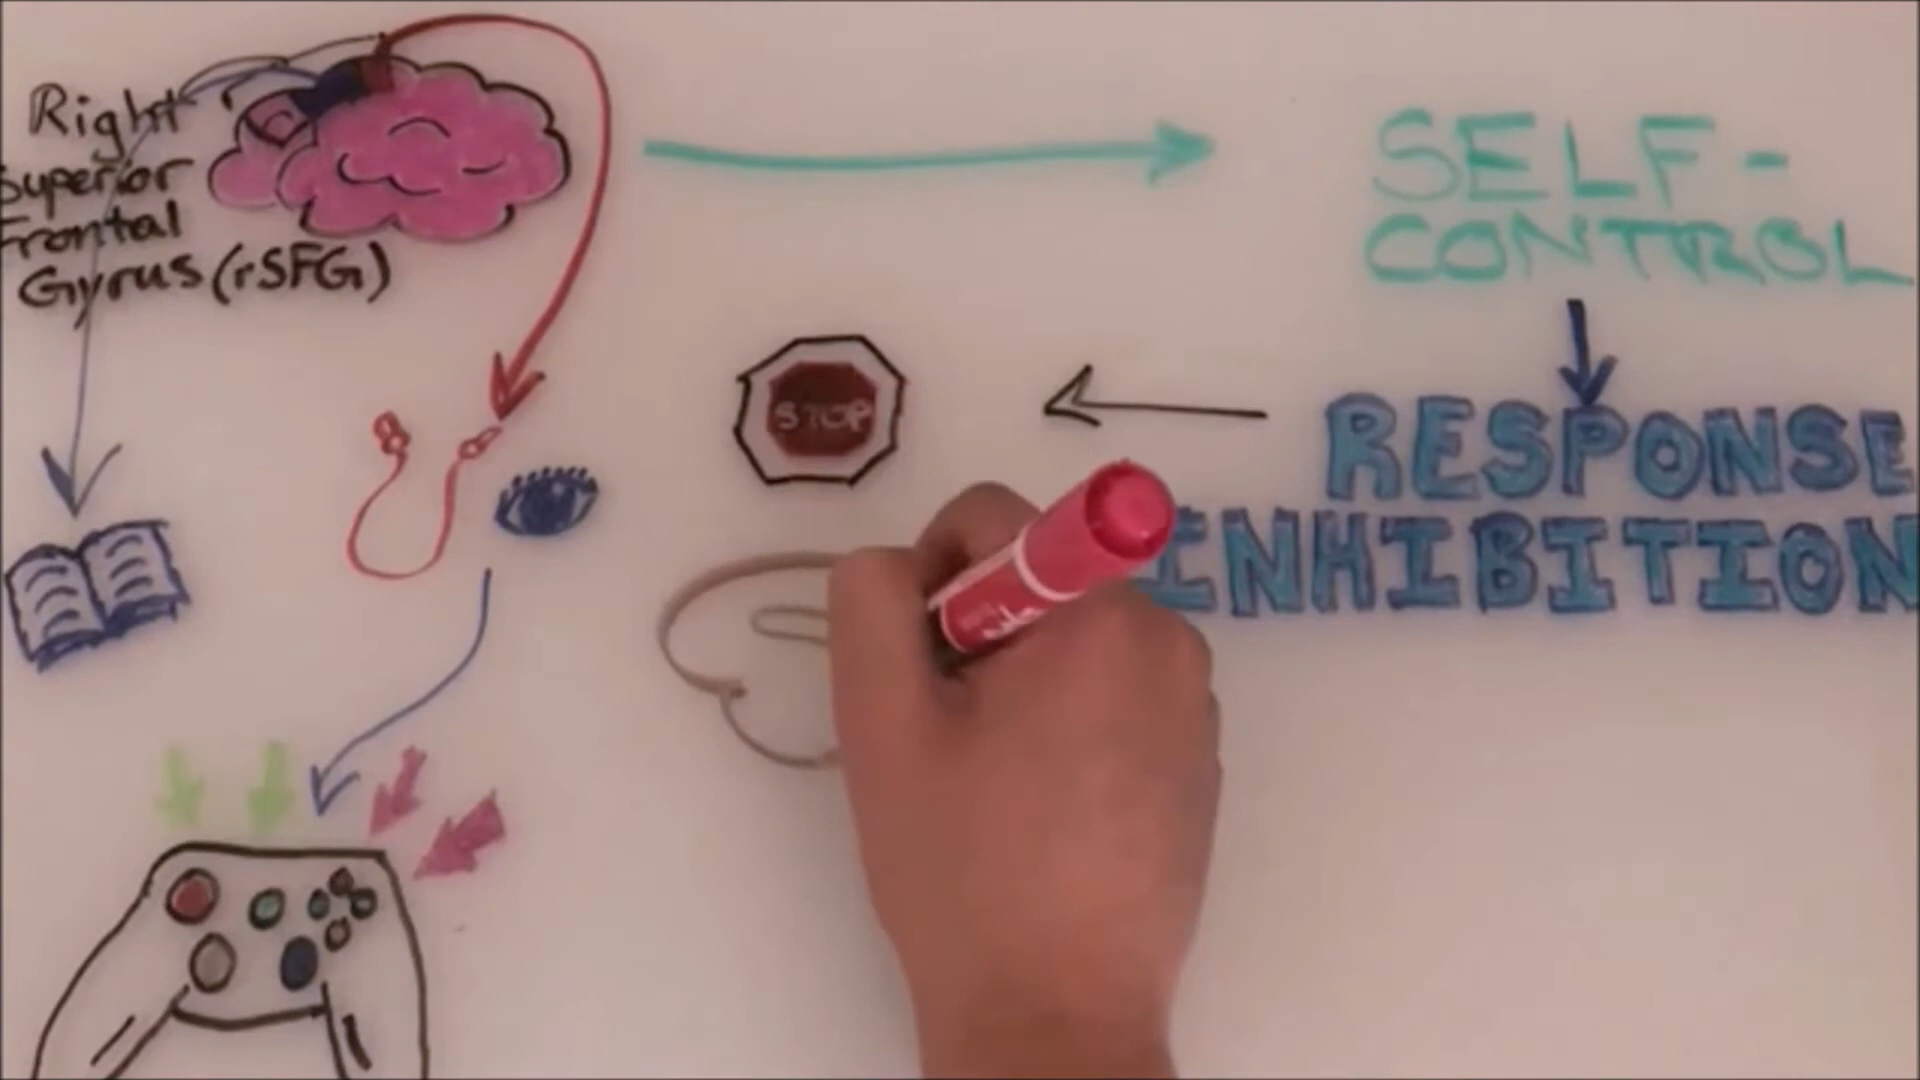 Right
Superior
Frontal
Gyrus (rSFG)
SELF-
CONTROL
STOP
RESPONSE
INHIBITION